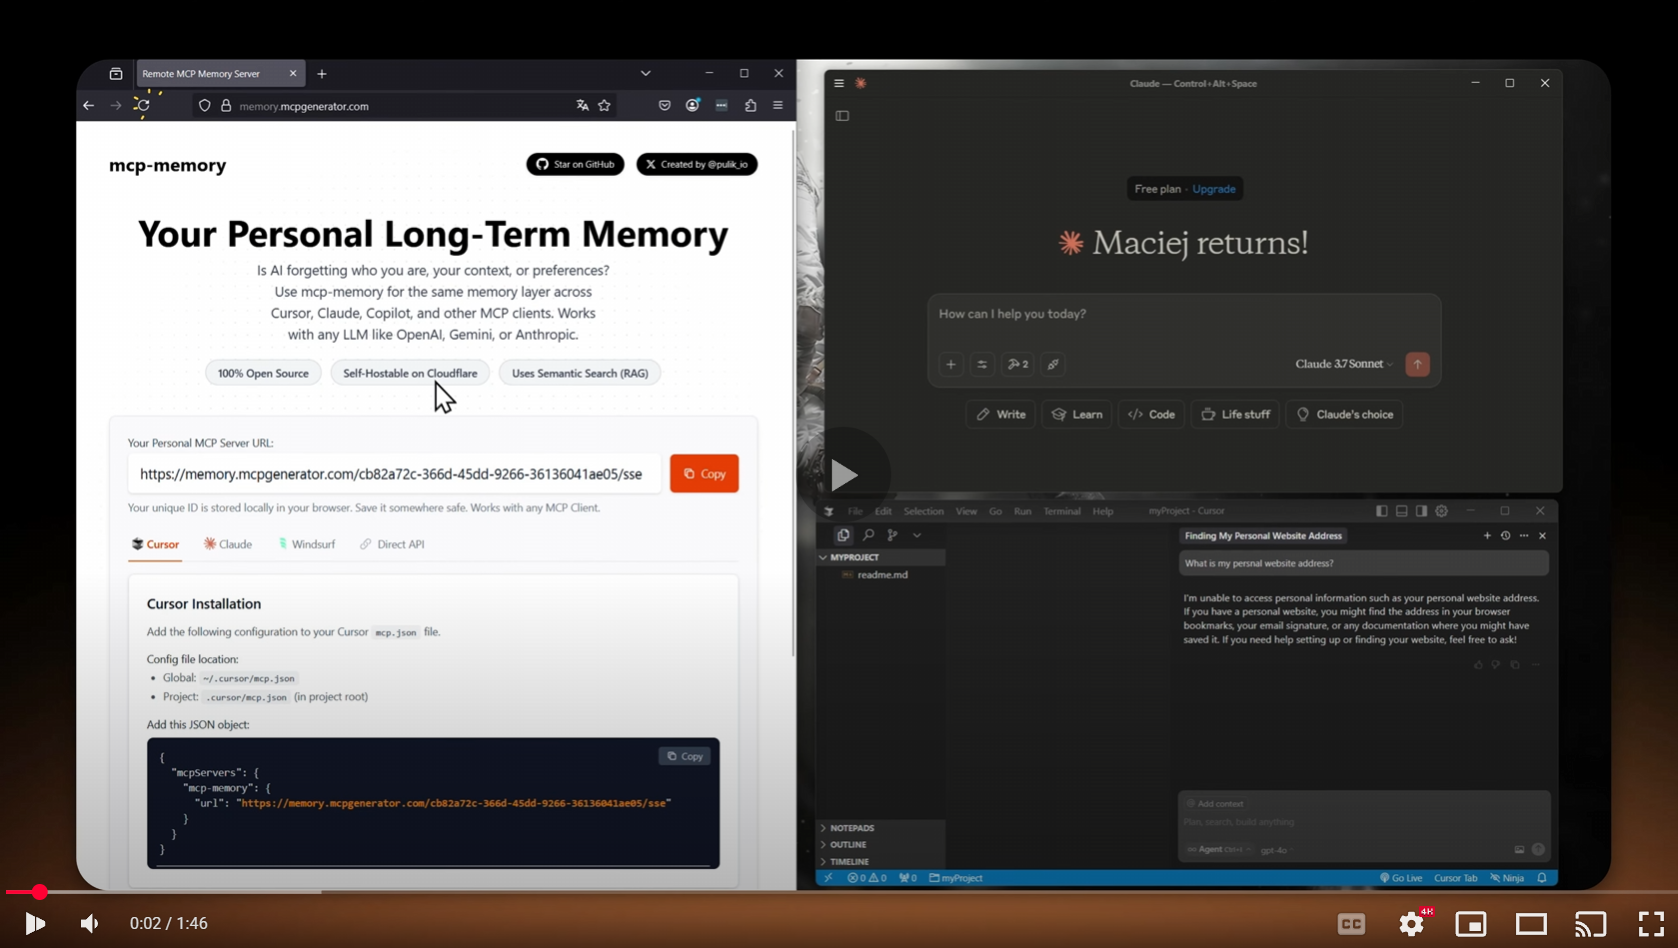 Remote MCP Memory Server
memory.mcpgenerator.com
mcp-memory
Star on GitHub
Created by @pulik_io
Your Personal Long-Term Memory
Is AI forgetting who you are, your context, or preferences?
Use mcp-memory for the same memory layer across
Cursor, Claude, Copilot, and other MCP clients. Works
with any LLM like OpenAI, Gemini, or Anthropic.
100% Open Source
Self-Hostable on Cloudflare
Uses Semantic Search (RAG)
Your Personal MCP Server URL:
https://memory.mcpgenerator.com/cb82a72c-366d-45dd-9266-36136041ae05/sse
Copy
Your unique ID is stored locally in your browser. Save it somewhere safe. Works with any MCP Client.
Cursor
Claude
Windsurf
Direct API
Cursor Installation
Add the following configuration to your Cursor mcp.json file.
Config file location:
• Global: ~/.cursor/mcp.json
• Project: .cursor/mcp.json (in project root)
Add this JSON object:
Copy
{
"mcpServers": {
"mcp-memory": {
"url": "https://memory.mcpgenerator.com/cb82a72c-366d-45dd-9266-36136041ae05/sse"
}
}
}
Claude — Control+Alt+Space
Free plan · Upgrade
Maciej returns!
How can I help you today?
2
Claude 3.7 Sonnet
Write
Learn
Code
Life stuff
Claude's choice
File Edit Selection View Go Run Terminal Help
myProject - Cursor
MYPROJECT
readme.md
NOTEPADS
OUTLINE
TIMELINE
Finding My Personal Website Address
What is my persnal website address?
I'm unable to access personal information such as your personal website address.
If you have a personal website, you might find the address in your browser
bookmarks, your email signature, or any documentation where you might have
saved it. If you need help setting up or finding your website, feel free to ask!
Add context
Plan, search, build anything
Agent Ctrl+L
gpt-4o
0 0 0 myProject
Go Live Cursor Tab Ninja
0:02 / 1:46
CC
4K